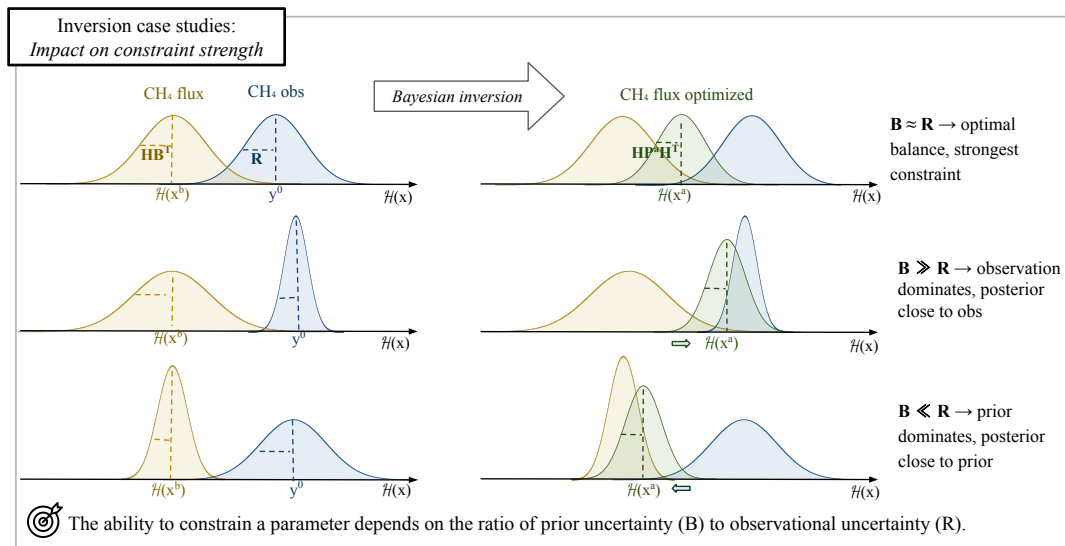 Inversion case studies:
Impact on constraint strength
CH₄ flux
CH₄ obs
Bayesian inversion
CH₄ flux optimized
HBᵀ
R
HPᵃHᵀ
B ≈ R → optimal
balance, strongest
constraint
ℋ(xᵇ)
y⁰
ℋ(x)
ℋ(xᵃ)
ℋ(x)
B ≫ R → observation
dominates, posterior
close to obs
ℋ(xᵇ)
y⁰
ℋ(x)
ℋ(xᵃ)
ℋ(x)
B ≪ R → prior
dominates, posterior
close to prior
ℋ(xᵇ)
y⁰
ℋ(x)
ℋ(xᵃ)
ℋ(x)
The ability to constrain a parameter depends on the ratio of prior uncertainty (B) to observational uncertainty (R).